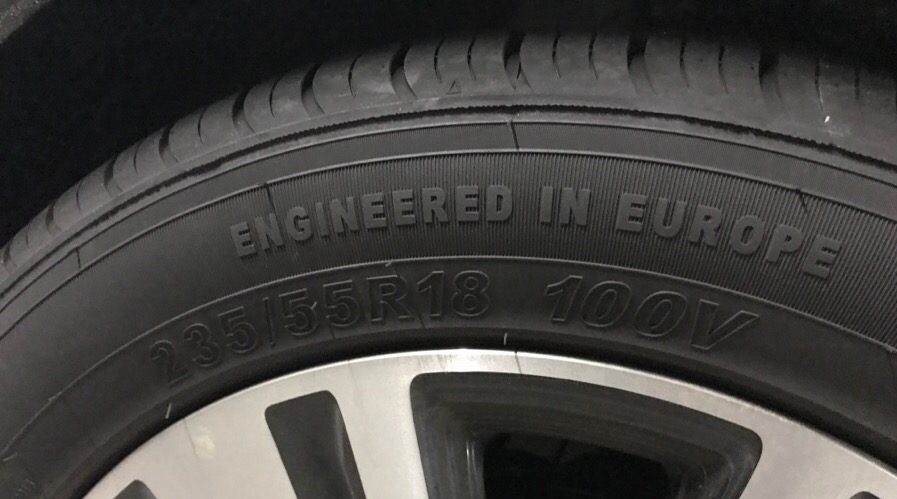 ENGINEERED IN EUROPE
235/55R18 100V